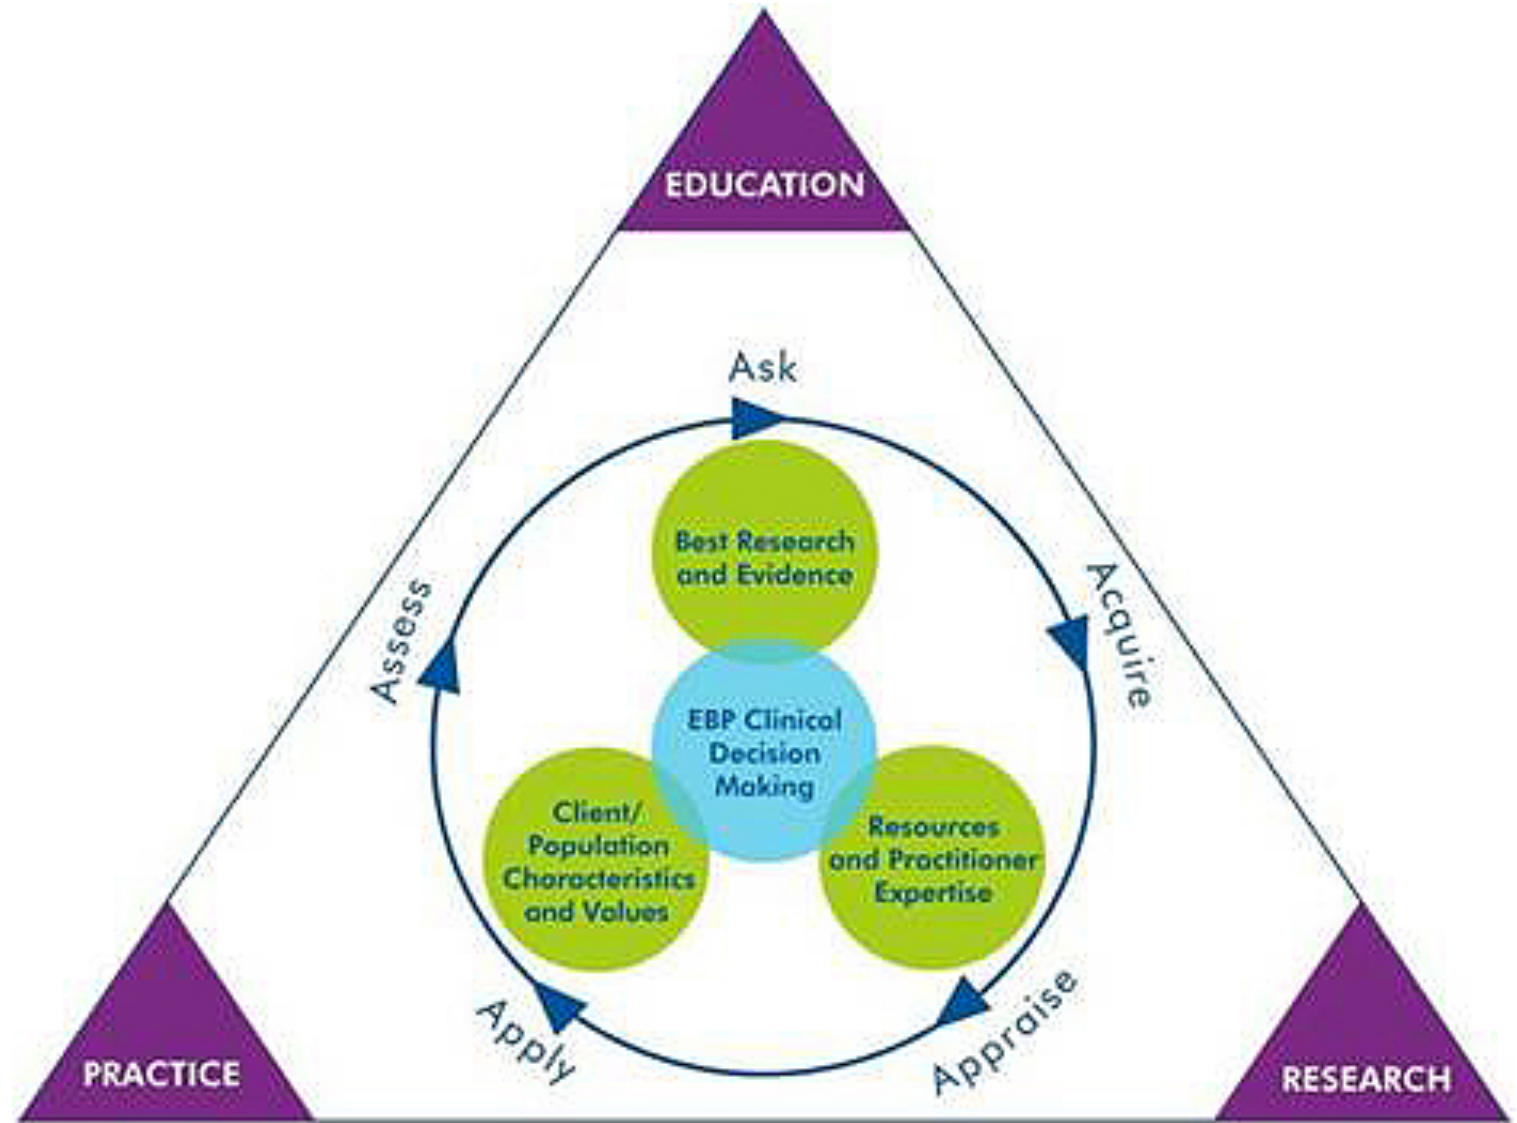 EDUCATION
Ask
Best Research
and Evidence
Acquire
Assess
EBP Clinical
Decision
Making
Client/
Population
Characteristics
and Values
Resources
and Practitioner
Expertise
Apply
Appraise
PRACTICE
RESEARCH